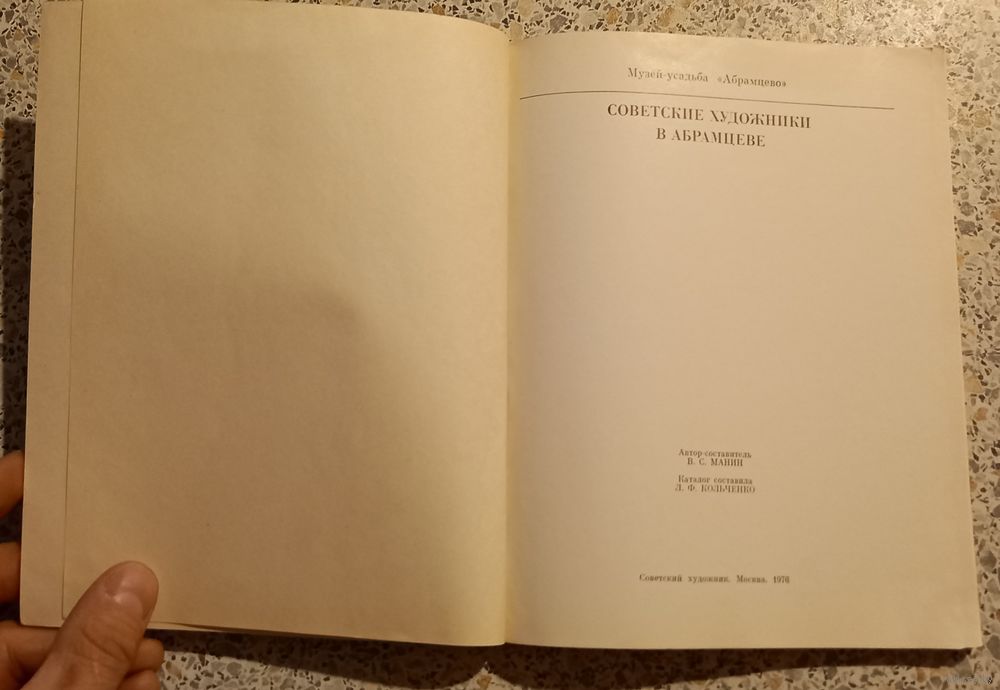 Музей-усадьба «Абрамцево»
СОВЕТСКИЕ ХУДОЖНИКИ
В АБРАМЦЕВЕ
Автор-составитель
В. С. МАНИН
Каталог составила
Л. Ф. КОЛЬЧЕНКО
Советский художник. Москва. 1976